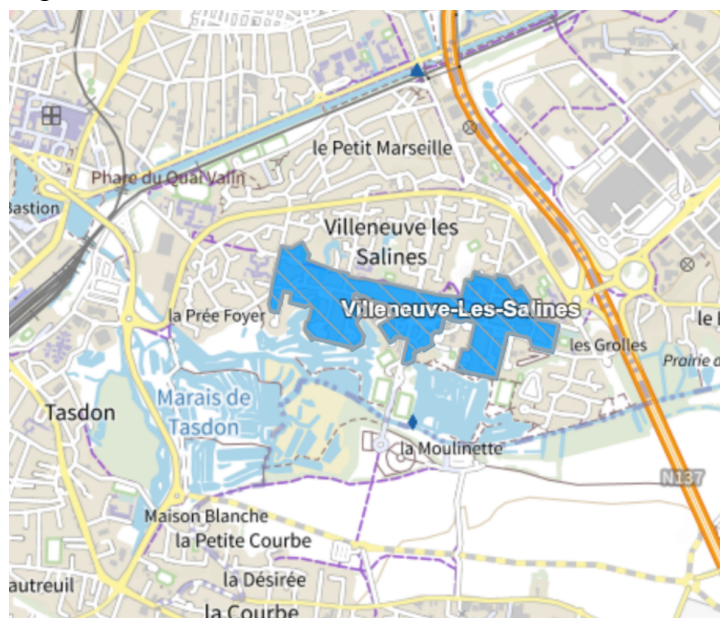 le Petit Marseille
Phare du Quai Valin
Bastion
Villeneuve les
Salines
Villeneuve-Les-Salines
la Prée Foyer
les Grolles
le
Prairie d
Marais de
Tasdon
Tasdon
la Moulinette
N137
Maison Blanche
la Petite Courbe
la Désirée
autreuil
la Courbe